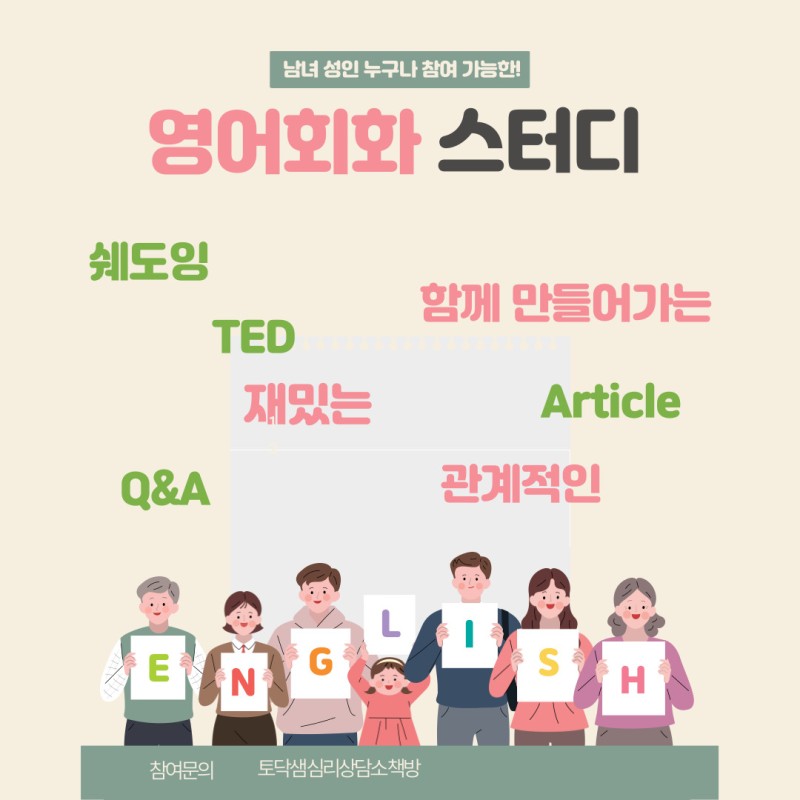 남녀 성인 누구나 참여 가능한!
영어회화 스터디
쉐도잉
함께 만들어가는
TED
재밌는
Article
Q&A
관계적인
E N G L I S H
참여문의 토닥샘심리상담소책방